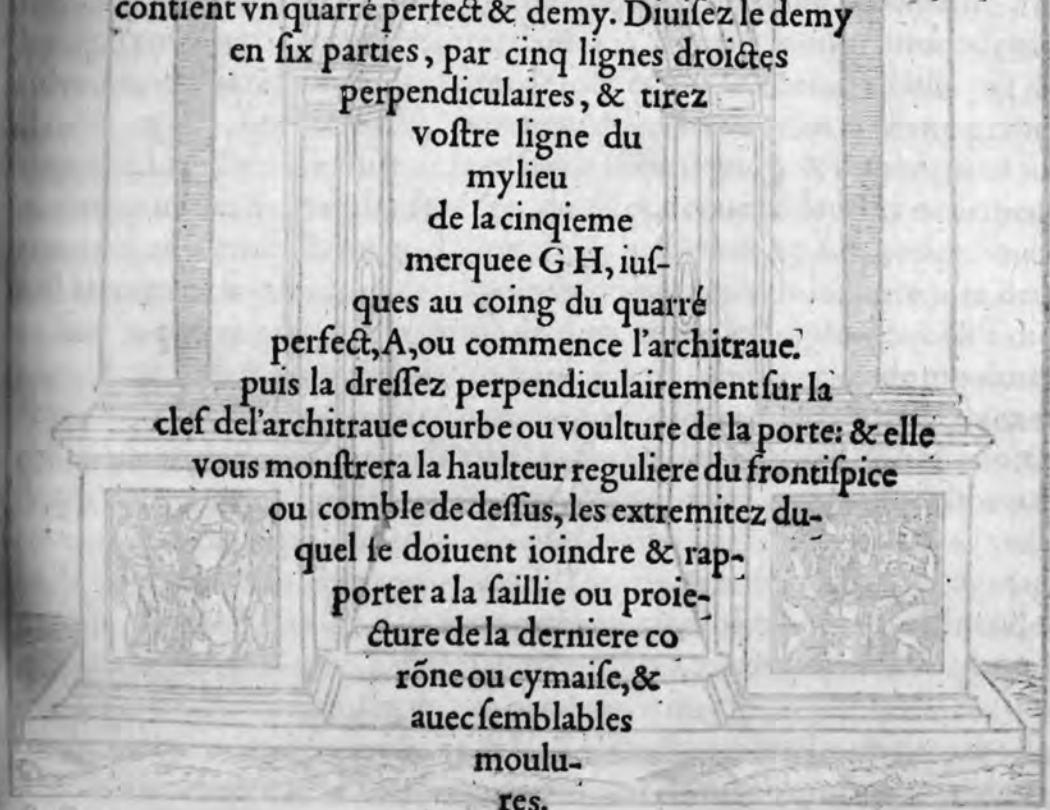 contient vn quarré perfect & demy. Diuiſez le demy
en ſix parties, par cinq lignes droictes
perpendiculaires, & tirez
voſtre ligne du
mylieu
de la cinqieme
merquee G H, iuſ-
ques au coing du quarré
perfect, A, ou commence l'architraue:
puis la dreſſez perpendiculairement ſur la
clef del'architraue courbe ou voulture de la porte: & elle
vous monſtrera la haulteur reguliere du frontiſpice
ou comble de deſſus, les extremitez du-
quel ſe doiuent ioindre & rap-
porter a la ſaillie ou proie-
cture de la derniere co
rõne ou cymaiſe, &
auec ſemblables
moulu-
res.